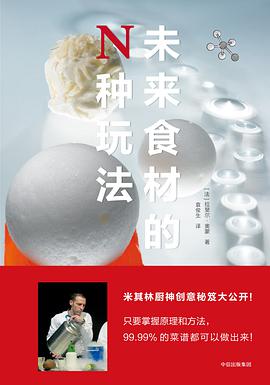 未来食材的
N种玩法
[法] 拉斐尔·奥蒙 著
袁俊生 译
米其林厨神创意秘笈大公开!
只要掌握原理和方法,
99.99% 的菜谱都可以做出来!
中信出版集团